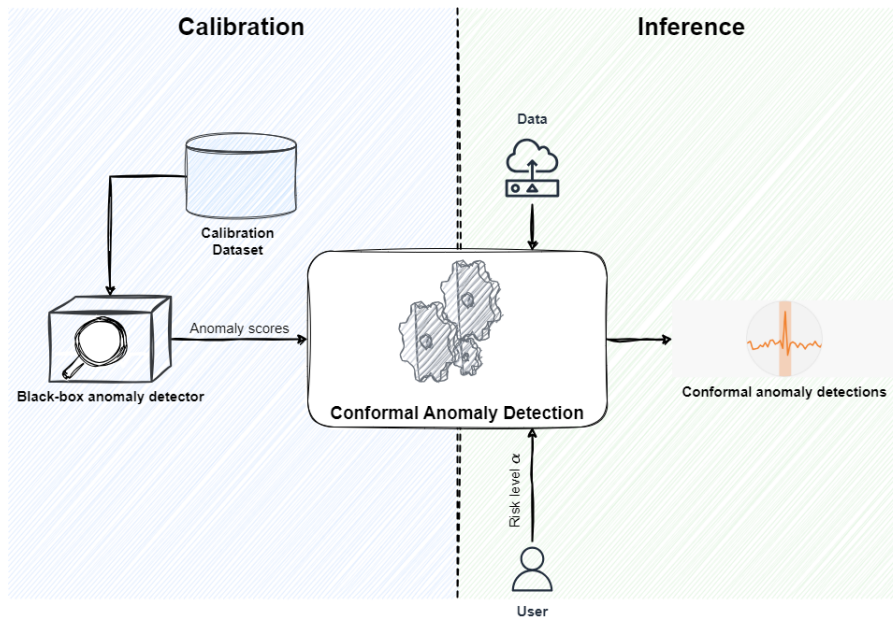 Calibration
Inference
Data
Calibration
Dataset
Anomaly scores
Black-box anomaly detector
Conformal Anomaly Detection
Conformal anomaly detections
Risk level α
User